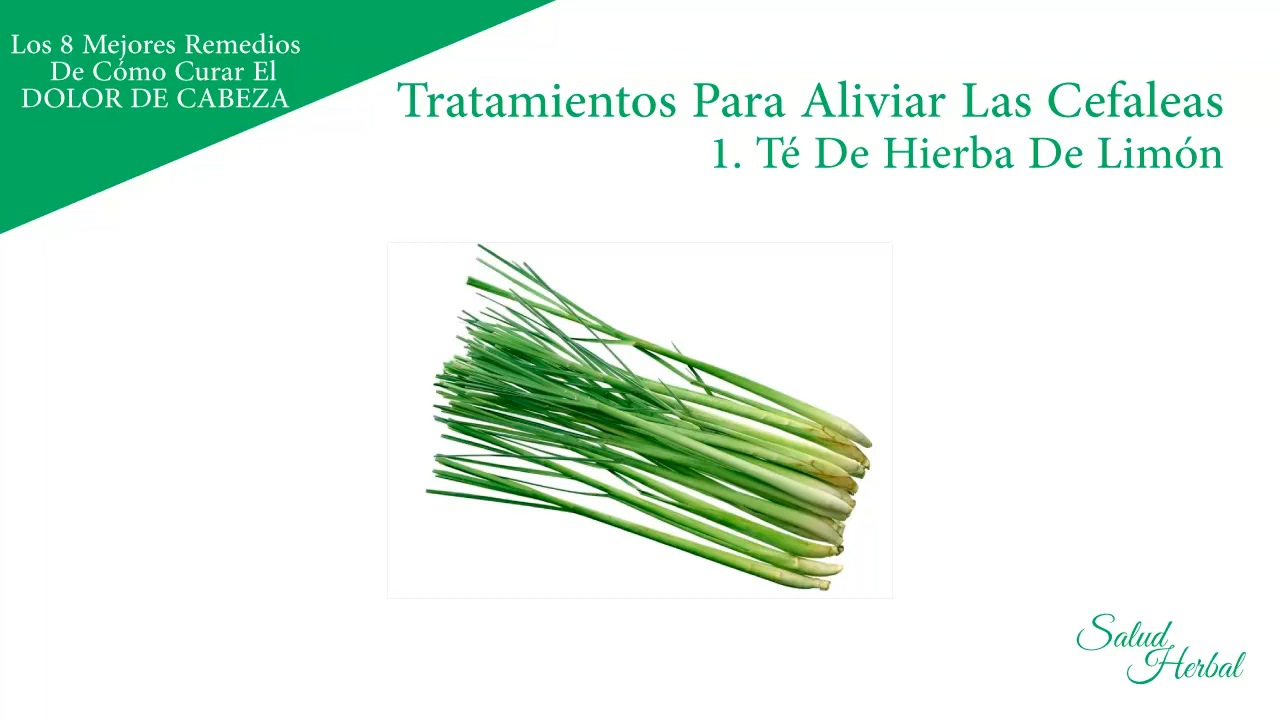 Los 8 Mejores Remedios
De Cómo Curar El
DOLOR DE CABEZA
Tratamientos Para Aliviar Las Cefaleas
1. Té De Hierba De Limón
Salud
Herbal